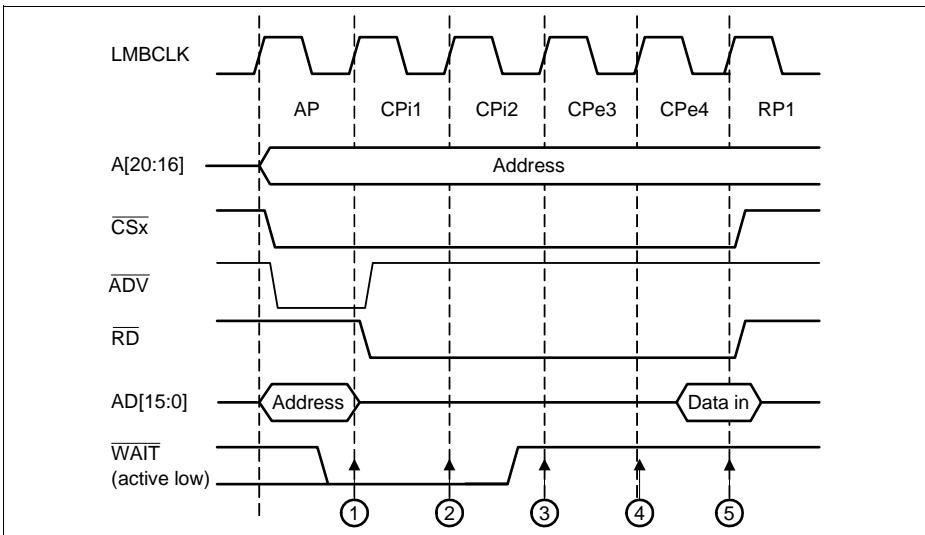 LMBCLK
AP CPi1 CPi2 CPe3 CPe4 RP1
A[20:16] Address
CSx
ADV
RD
AD[15:0] Address Data in
WAIT
(active low)
1 2 3 4 5